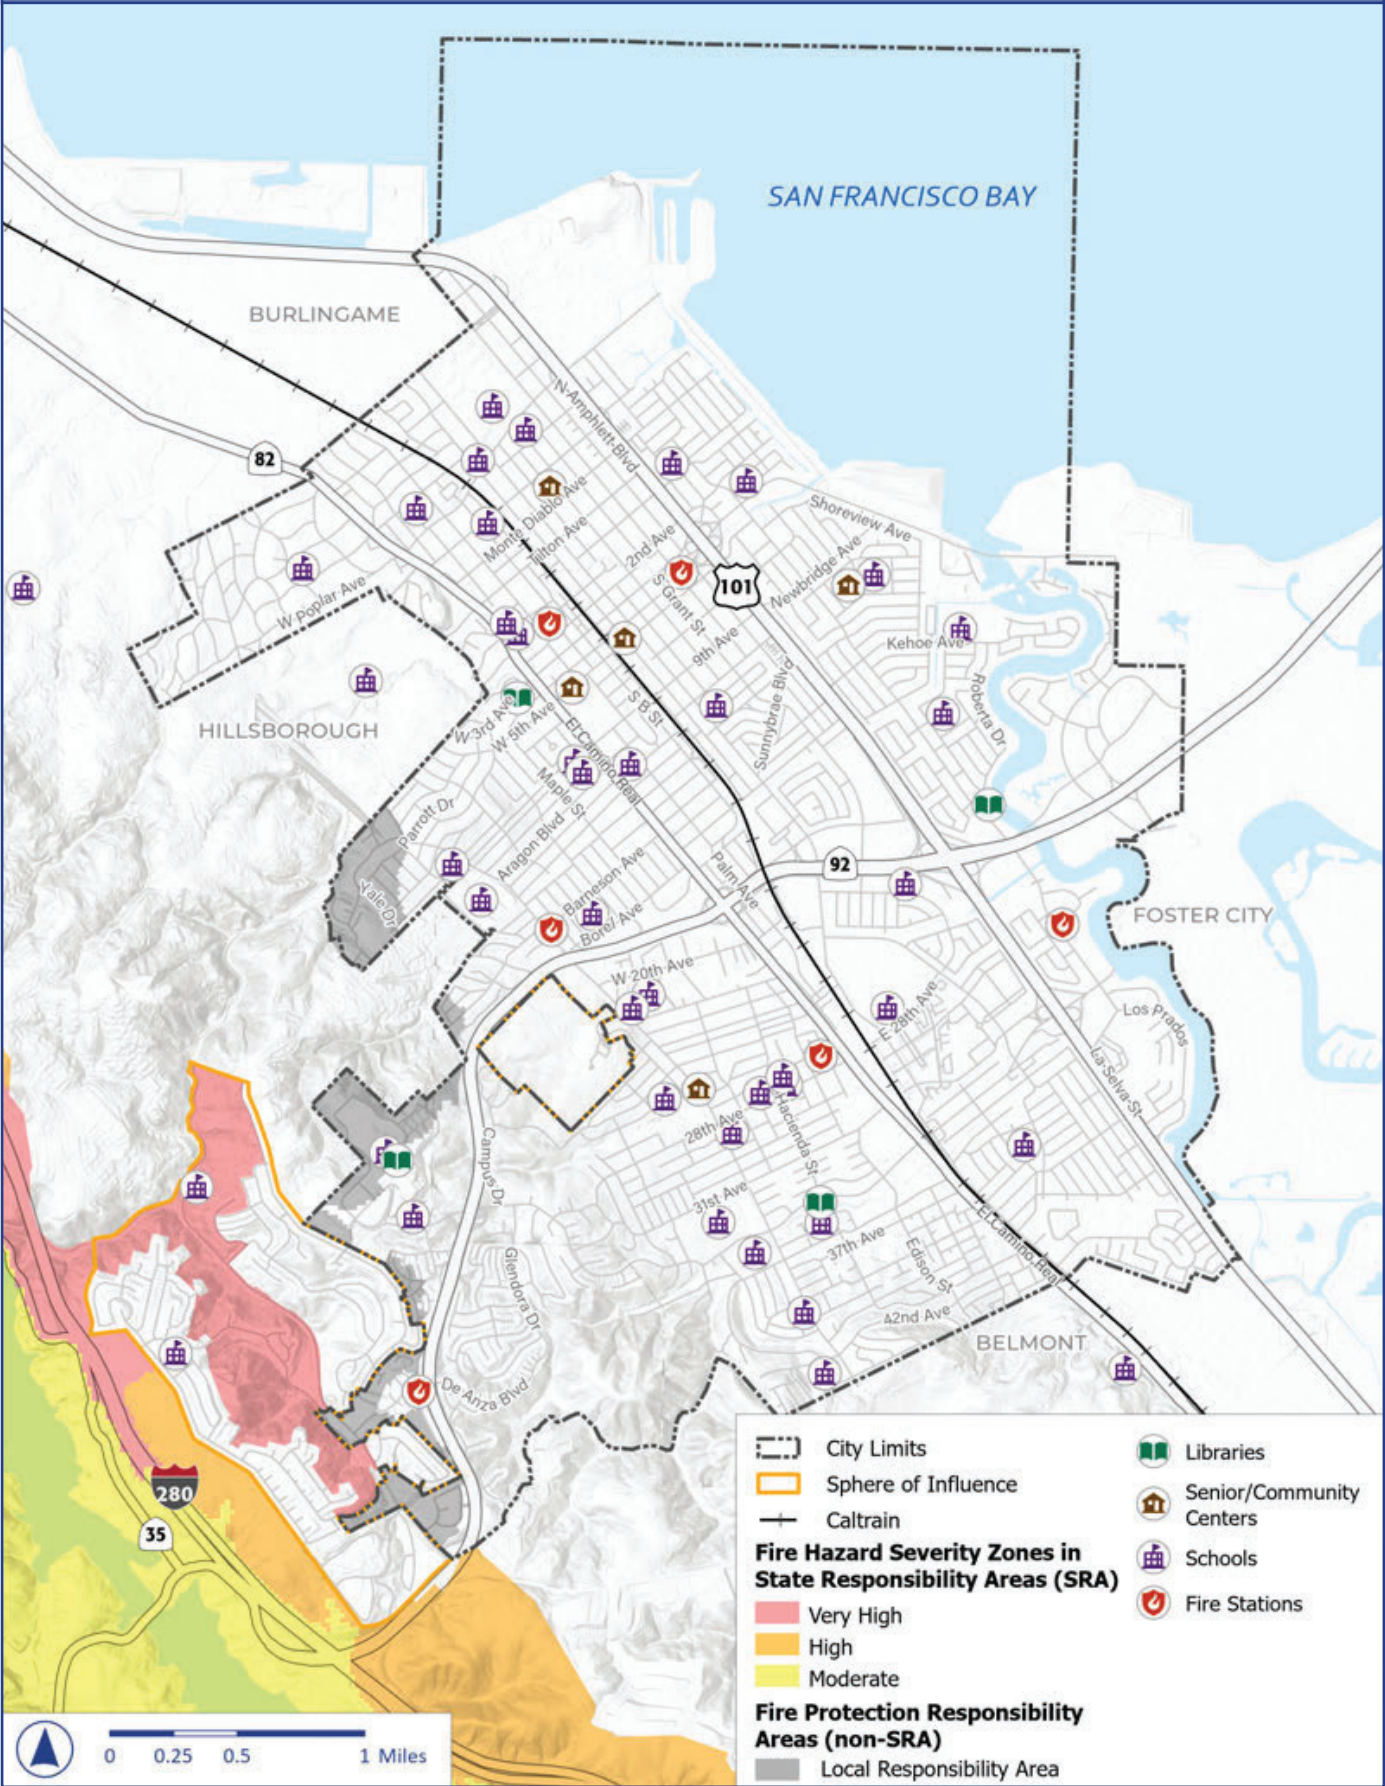 SAN FRANCISCO BAY
BURLINGAME
N Amphlett Blvd
82
Monte Diablo Ave
Tilton Ave
Shoreview Ave
2nd Ave
101
Newbridge Ave
W Poplar Ave
S Grant St
9th Ave
Kehoe Ave
HILLSBOROUGH
W 3rd Ave
W 5th Ave
S B St
Sunnybrae Blvd
Roberta Dr
El Camino Real
Maple St
Parrott Dr
Aragon Blvd
Barneson Ave
Palm Ave
92
Yale Dr
Borel Ave
FOSTER CITY
W 20th Ave
E 28th Ave
Los Prados
La Selva St
28th Ave
Hacienda St
Campus Dr
31st Ave
37th Ave
El Camino Real
Glendora Dr
Edison St
42nd Ave
BELMONT
De Anza Blvd
280
35
City Limits
Sphere of Influence
Caltrain
Fire Hazard Severity Zones in
State Responsibility Areas (SRA)
Very High
High
Moderate
Fire Protection Responsibility
Areas (non-SRA)
Local Responsibility Area
Libraries
Senior/Community
Centers
Schools
Fire Stations
0 0.25 0.5 1 Miles